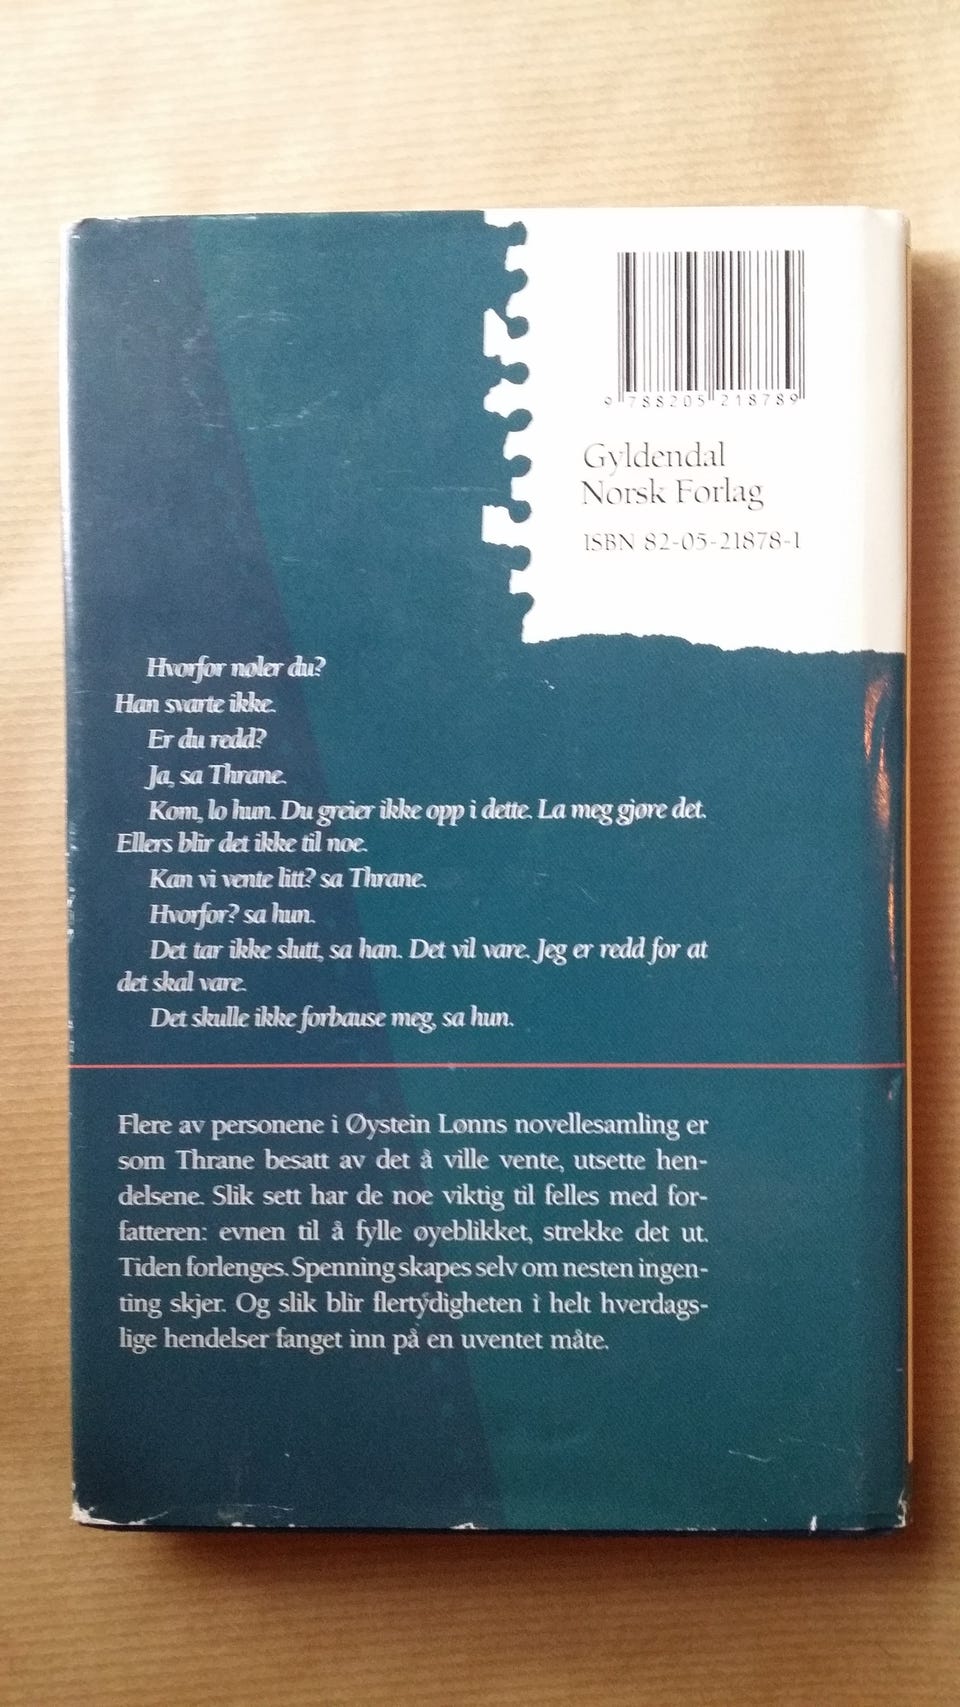 9 788205 218789
Gyldendal
Norsk Forlag
ISBN 82-05-21878-1
Hvorfor nøler du?
Han svarte ikke.
Er du redd?
Ja, sa Thrane.
Kom, lo hun. Du greier ikke opp i dette. La meg gjøre det.
Ellers blir det ikke til noe.
Kan vi vente litt? sa Thrane.
Hvorfor? sa hun.
Det tar ikke slutt, sa han. Det vil vare. Jeg er redd for at
det skal vare.
Det skulle ikke forbause meg, sa hun.
Flere av personene i Øystein Lønns novellesamling er
som Thrane besatt av det å ville vente, utsette hen-
delsene. Slik sett har de noe viktig til felles med for-
fatteren: evnen til å fylle øyeblikket, strekke det ut.
Tiden forlenges. Spenning skapes selv om nesten ingen-
ting skjer. Og slik blir flertydigheten i helt hverdags-
lige hendelser fanget inn på en uventet måte.